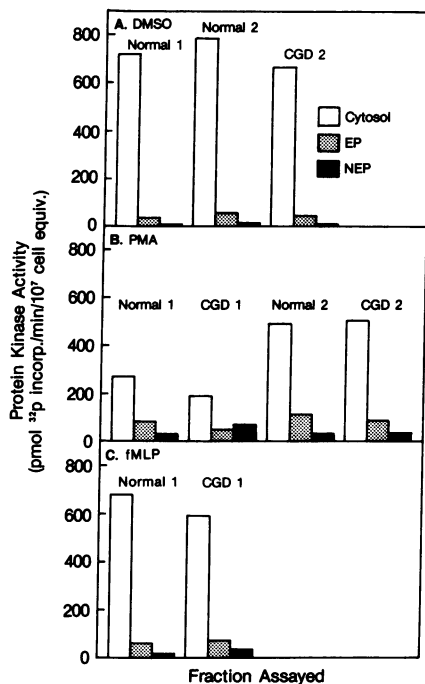 A. DMSO
Normal 1
Normal 2
CGD 2
Cytosol
EP
NEP
800
600
400
200
0
B. PMA
Normal 1
CGD 1
Normal 2
CGD 2
800
600
400
200
0
C. fMLP
Normal 1
CGD 1
600
400
200
0
Protein Kinase Activity
(pmol ³²p incorp./min/10⁷ cell equiv.)
Fraction Assayed